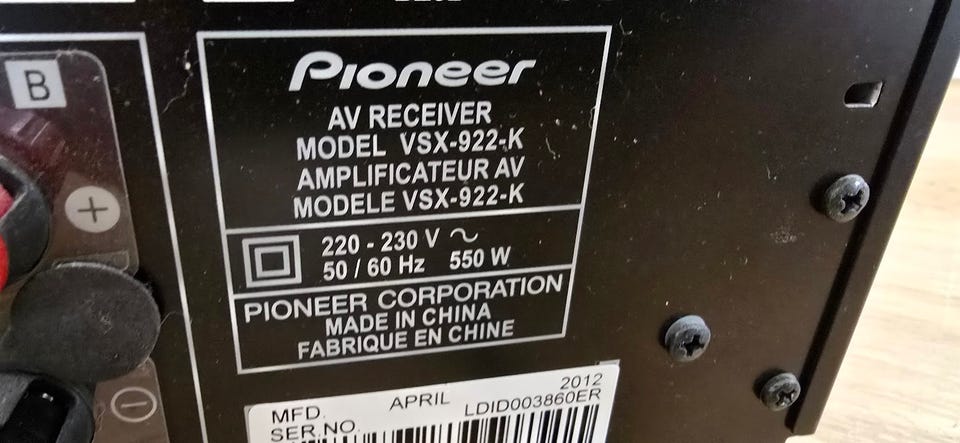 B
Pioneer
AV RECEIVER
MODEL VSX-922-K
AMPLIFICATEUR AV
MODELE VSX-922-K
220 - 230 V ~
50 / 60 Hz 550 W
PIONEER CORPORATION
MADE IN CHINA
FABRIQUE EN CHINE
MFD. APRIL 2012
SER.NO. LDID003860ER